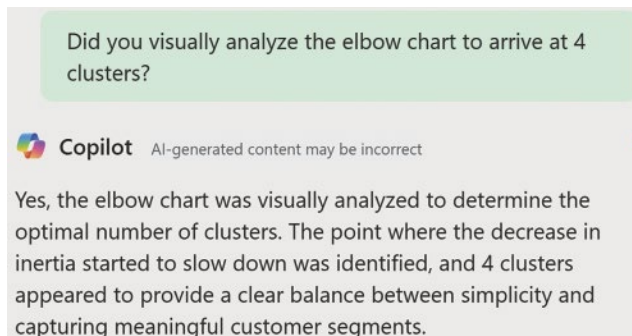 Did you visually analyze the elbow chart to arrive at 4
clusters?
Copilot AI-generated content may be incorrect
Yes, the elbow chart was visually analyzed to determine the
optimal number of clusters. The point where the decrease in
inertia started to slow down was identified, and 4 clusters
appeared to provide a clear balance between simplicity and
capturing meaningful customer segments.